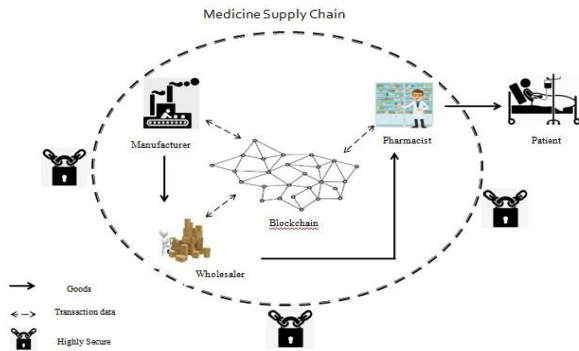 Medicine Supply Chain
Manufacturer
Pharmacist
Patient
Blockchain
Wholesaler
Goods
Transaction data
Highly Secure